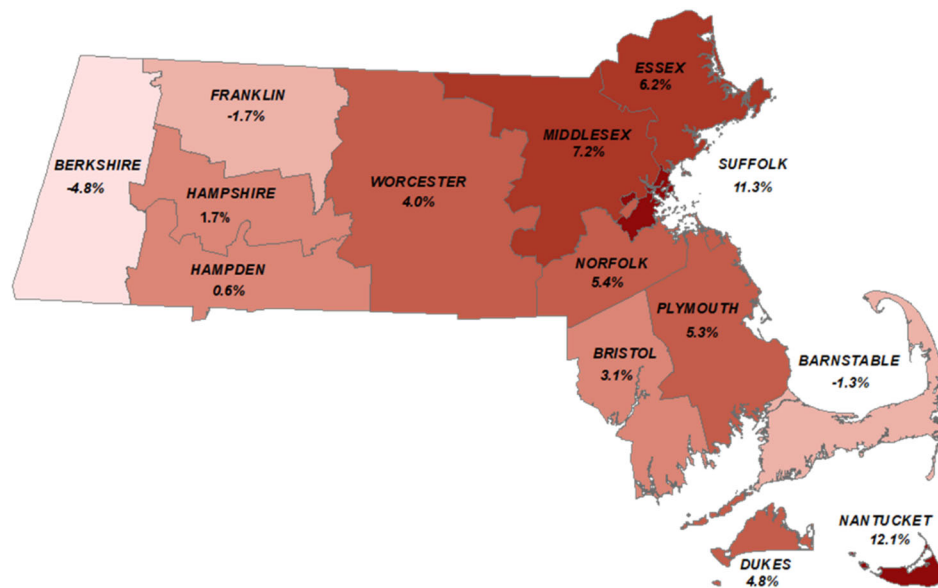 ESSEX
6.2%
FRANKLIN
-1.7%
MIDDLESEX
7.2%
BERKSHIRE
-4.8%
SUFFOLK
11.3%
HAMPSHIRE
1.7%
WORCESTER
4.0%
HAMPDEN
0.6%
NORFOLK
5.4%
PLYMOUTH
5.3%
BRISTOL
3.1%
BARNSTABLE
-1.3%
NANTUCKET
12.1%
DUKES
4.8%